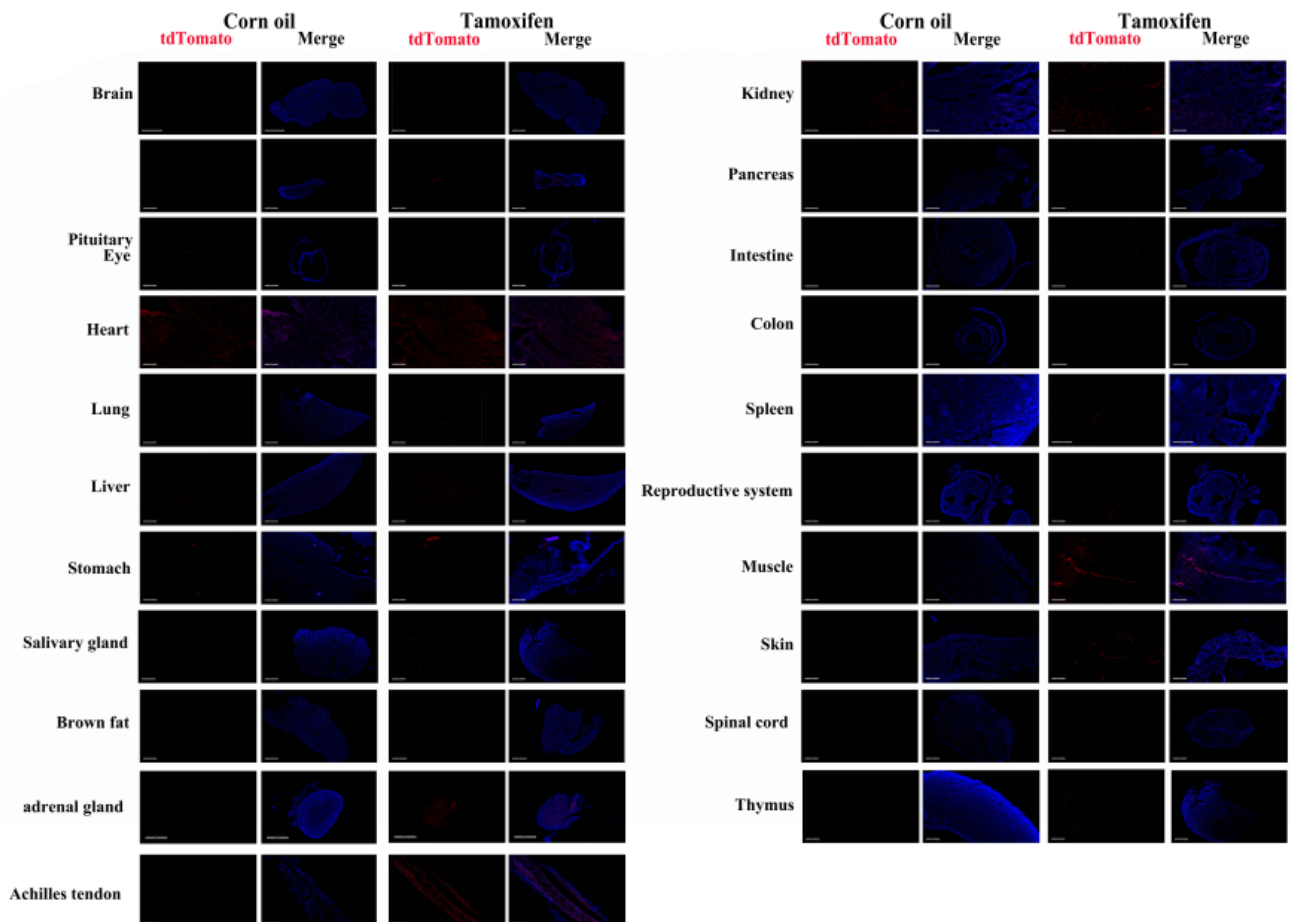 Corn oil Tamoxifen
tdTomato Merge tdTomato Merge
Brain
Pituitary
Eye
Heart
Lung
Liver
Stomach
Salivary gland
Brown fat
adrenal gland
Achilles tendon
Corn oil Tamoxifen
tdTomato Merge tdTomato Merge
Kidney
Pancreas
Intestine
Colon
Spleen
Reproductive system
Muscle
Skin
Spinal cord
Thymus